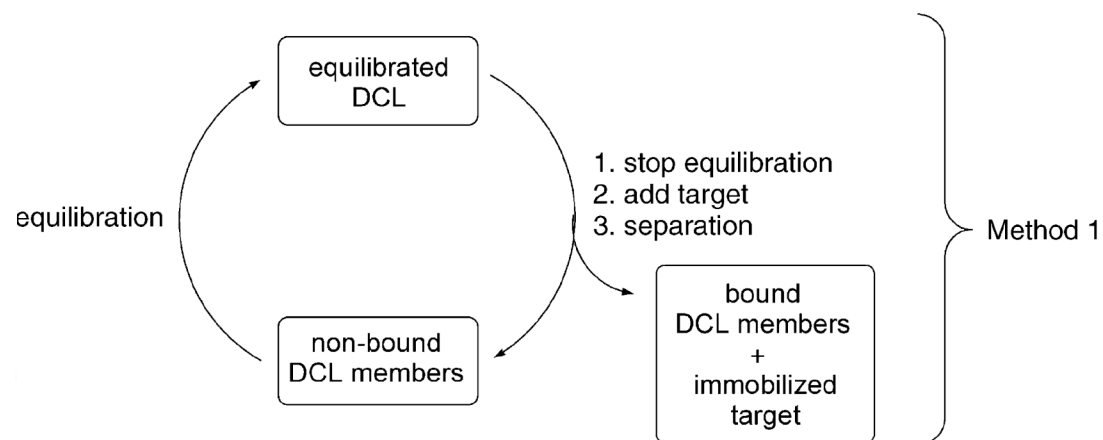 equilibrated
DCL
equilibration
1. stop equilibration
2. add target
3. separation
Method 1
non-bound
DCL members
bound
DCL members
+
immobilized
target